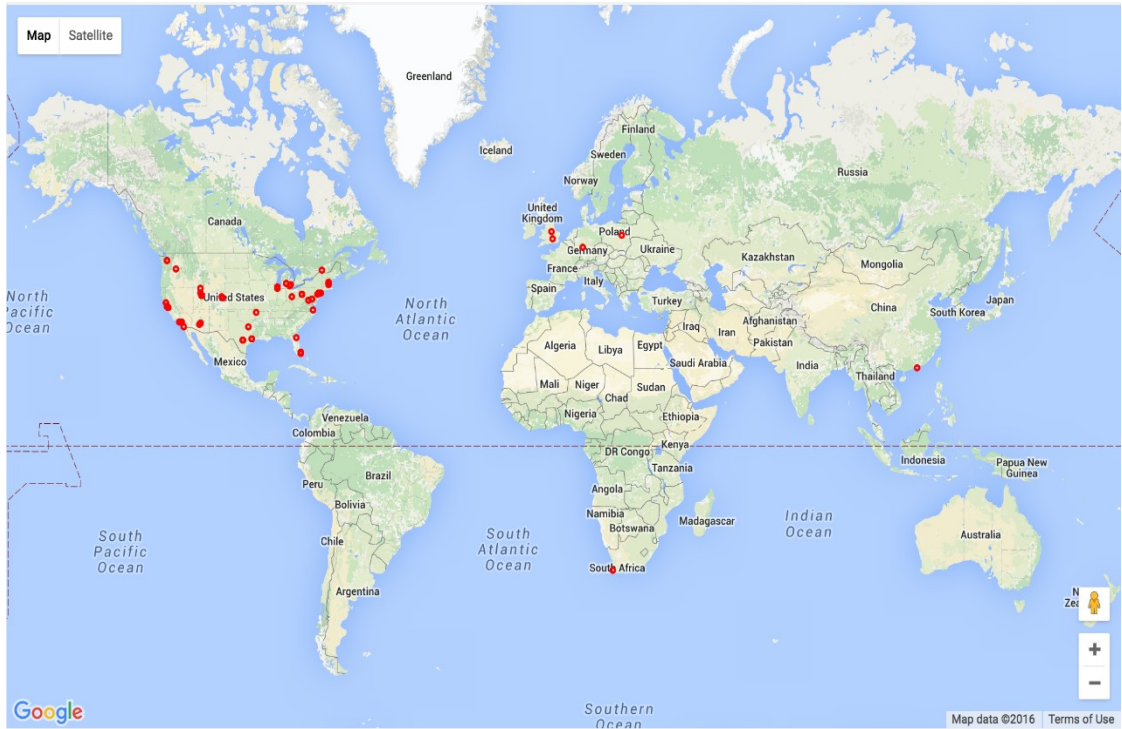 Map Satellite
Greenland
Iceland
Finland
Sweden
Norway
Russia
Canada
United
Kingdom
Poland
Germany
Ukraine
Kazakhstan
Mongolia
France
Spain
Italy
Turkey
North
Pacific
Ocean
United States
North
Atlantic
Ocean
China
Japan
South Korea
Afghanistan
Iraq
Iran
Pakistan
Algeria
Libya
Egypt
Saudi Arabia
India
Thailand
Mexico
Mali
Niger
Chad
Sudan
Nigeria
Ethiopia
Venezuela
Colombia
DR Congo
Kenya
Tanzania
Indonesia
Papua New
Guinea
Peru
Brazil
Bolivia
Angola
Namibia
Botswana
Madagascar
Indian
Ocean
South
Pacific
Ocean
Chile
South
Atlantic
Ocean
Australia
South Africa
Argentina
N
Zea
+
−
Google
Southern
Ocean
Map data ©2016 Terms of Use